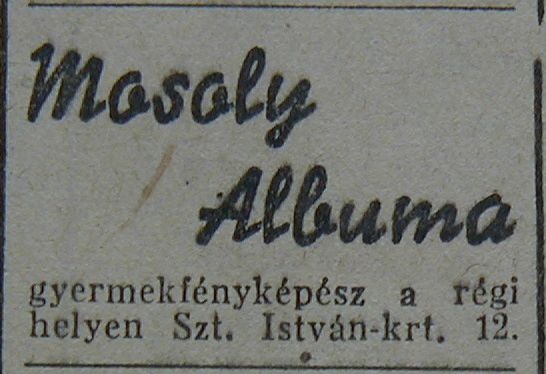 Mosoly
Albuma
gyermekfényképész a régi
helyen Szt. István-krt. 12.